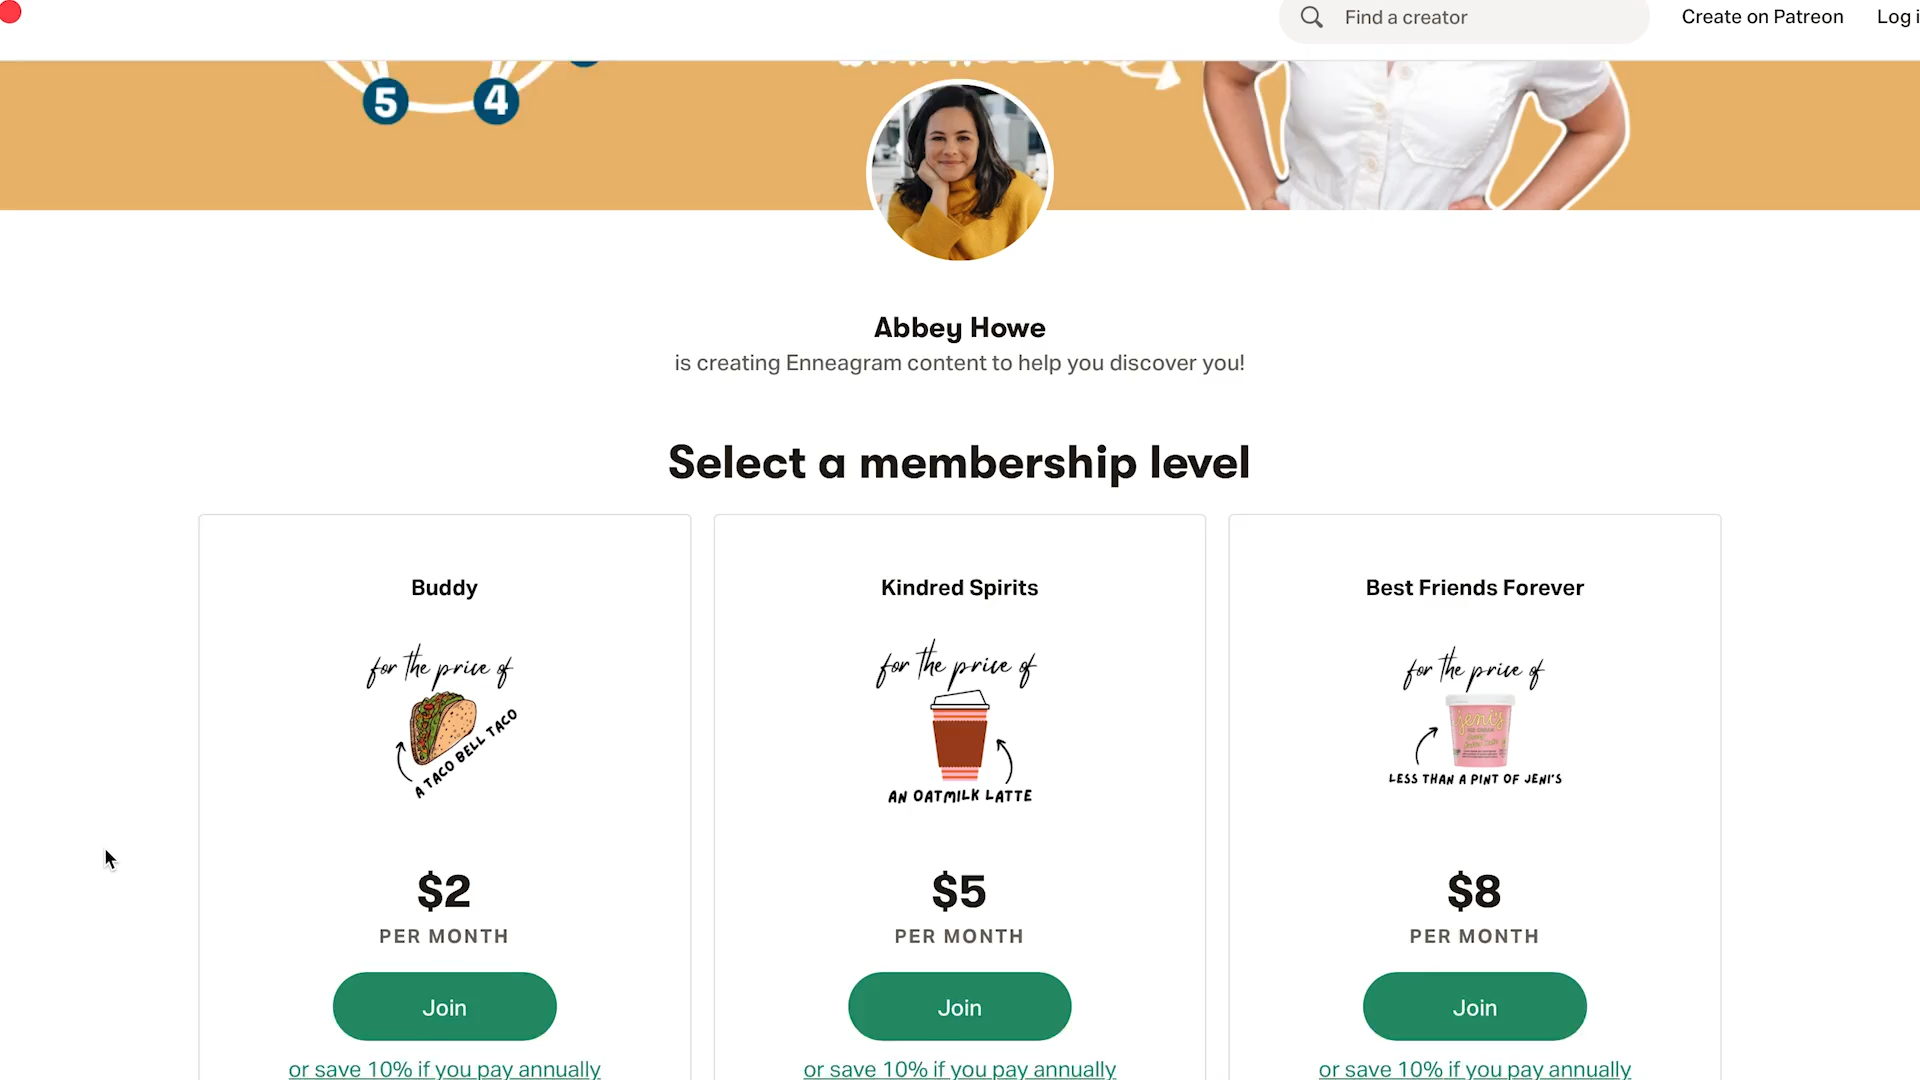 Find a creator
Create on Patreon
Log i
5
4
Abbey Howe
is creating Enneagram content to help you discover you!
Select a membership level
Buddy
for the price of
A TACO BELL TACO
$2
PER MONTH
Join
or save 10% if you pay annually
Kindred Spirits
for the price of
AN OATMILK LATTE
$5
PER MONTH
Join
or save 10% if you pay annually
Best Friends Forever
for the price of
jeni's
LESS THAN A PINT OF JENI'S
$8
PER MONTH
Join
or save 10% if you pay annually